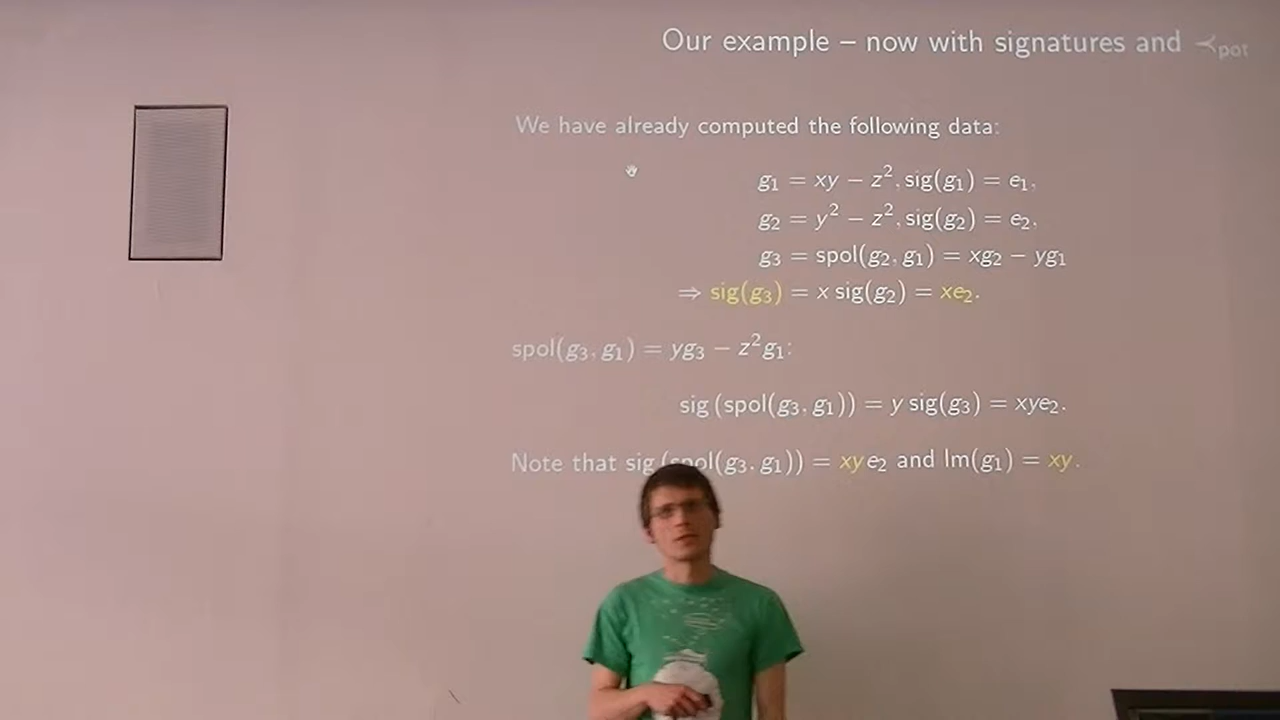 Our example – now with signatures and ≺pot
We have already computed the following data:
g₁ = xy − z², sig(g₁) = e₁,
g₂ = y² − z², sig(g₂) = e₂,
g₃ = spol(g₂, g₁) = xg₂ − yg₁
⇒ sig(g₃) = x sig(g₂) = xe₂.
spol(g₃, g₁) = yg₃ − z²g₁:
sig (spol(g₃, g₁)) = y sig(g₃) = xye₂.
Note that sig (spol(g₃, g₁)) = xye₂ and lm(g₁) = xy.